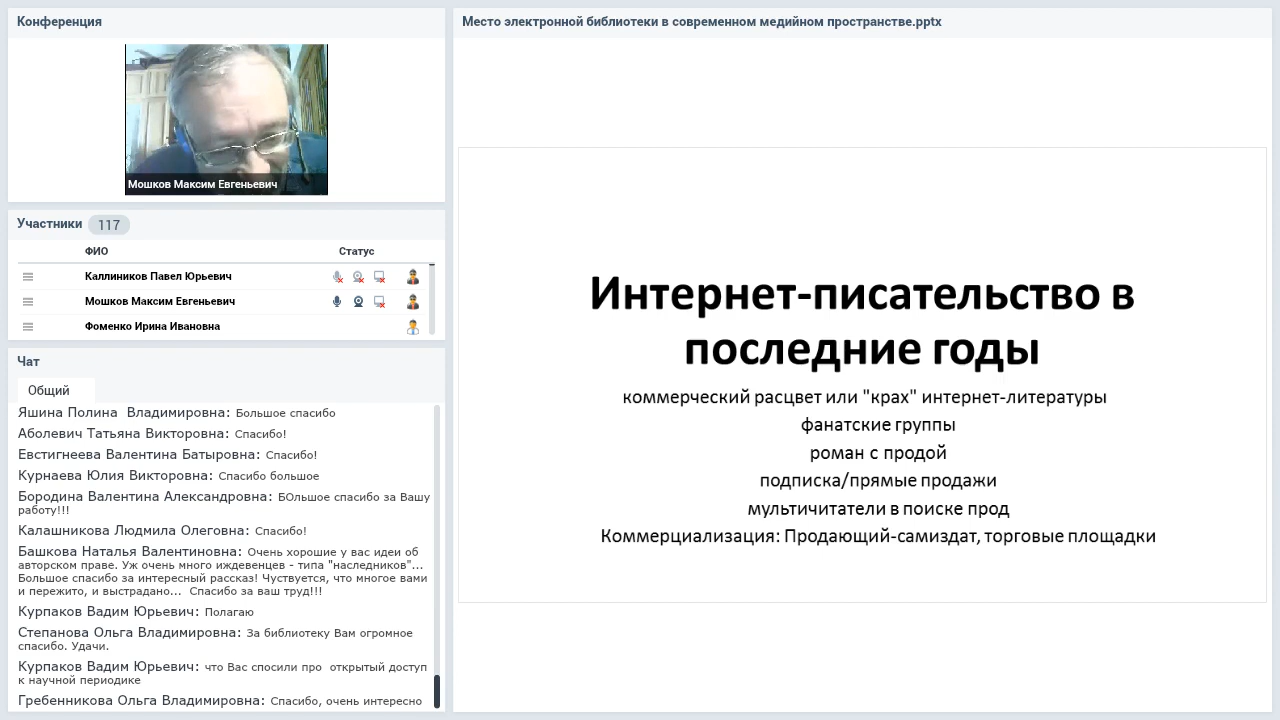 Конференция
Мошков Максим Евгеньевич
Участники 117
ФИО Статус
Каллиников Павел Юрьевич
Мошков Максим Евгеньевич
Фоменко Ирина Ивановна
Чат
Общий
Яшина Полина Владимировна: Большое спасибо
Аболевич Татьяна Викторовна: Спасибо!
Евстигнеева Валентина Батыровна: Спасибо!
Курнаева Юлия Викторовна: Спасибо большое
Бородина Валентина Александровна: БОльшое спасибо за Вашу
работу!!!
Калашникова Людмила Олеговна: Спасибо!
Башкова Наталья Валентиновна: Очень хорошие у вас идеи об
авторском праве. Уж очень много иждевенцев - типа "наследников"...
Большое спасибо за интересный рассказ! Чуствуется, что многое вами
и пережито, и выстрадано... Спасибо за ваш труд!!!
Курпаков Вадим Юрьевич: Полагаю
Степанова Ольга Владимировна: За библиотеку Вам огромное
спасибо. Удачи.
Курпаков Вадим Юрьевич: что Вас спосили про открытый доступ
к научной периодике
Гребенникова Ольга Владимировна: Спасибо, очень интересно
Место электронной библиотеки в современном медийном пространстве.pptx
Интернет-писательство в
последние годы
коммерческий расцвет или "крах" интернет-литературы
фанатские группы
роман с продой
подписка/прямые продажи
мультичитатели в поиске прод
Коммерциализация: Продающий-самиздат, торговые площадки